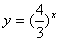 y = (4/3)^x